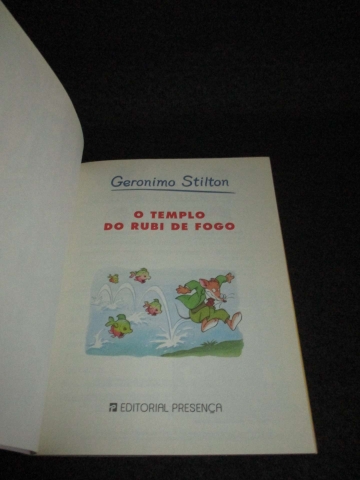 Geronimo Stilton
O TEMPLO
DO RUBI DE FOGO
EDITORIAL PRESENÇA